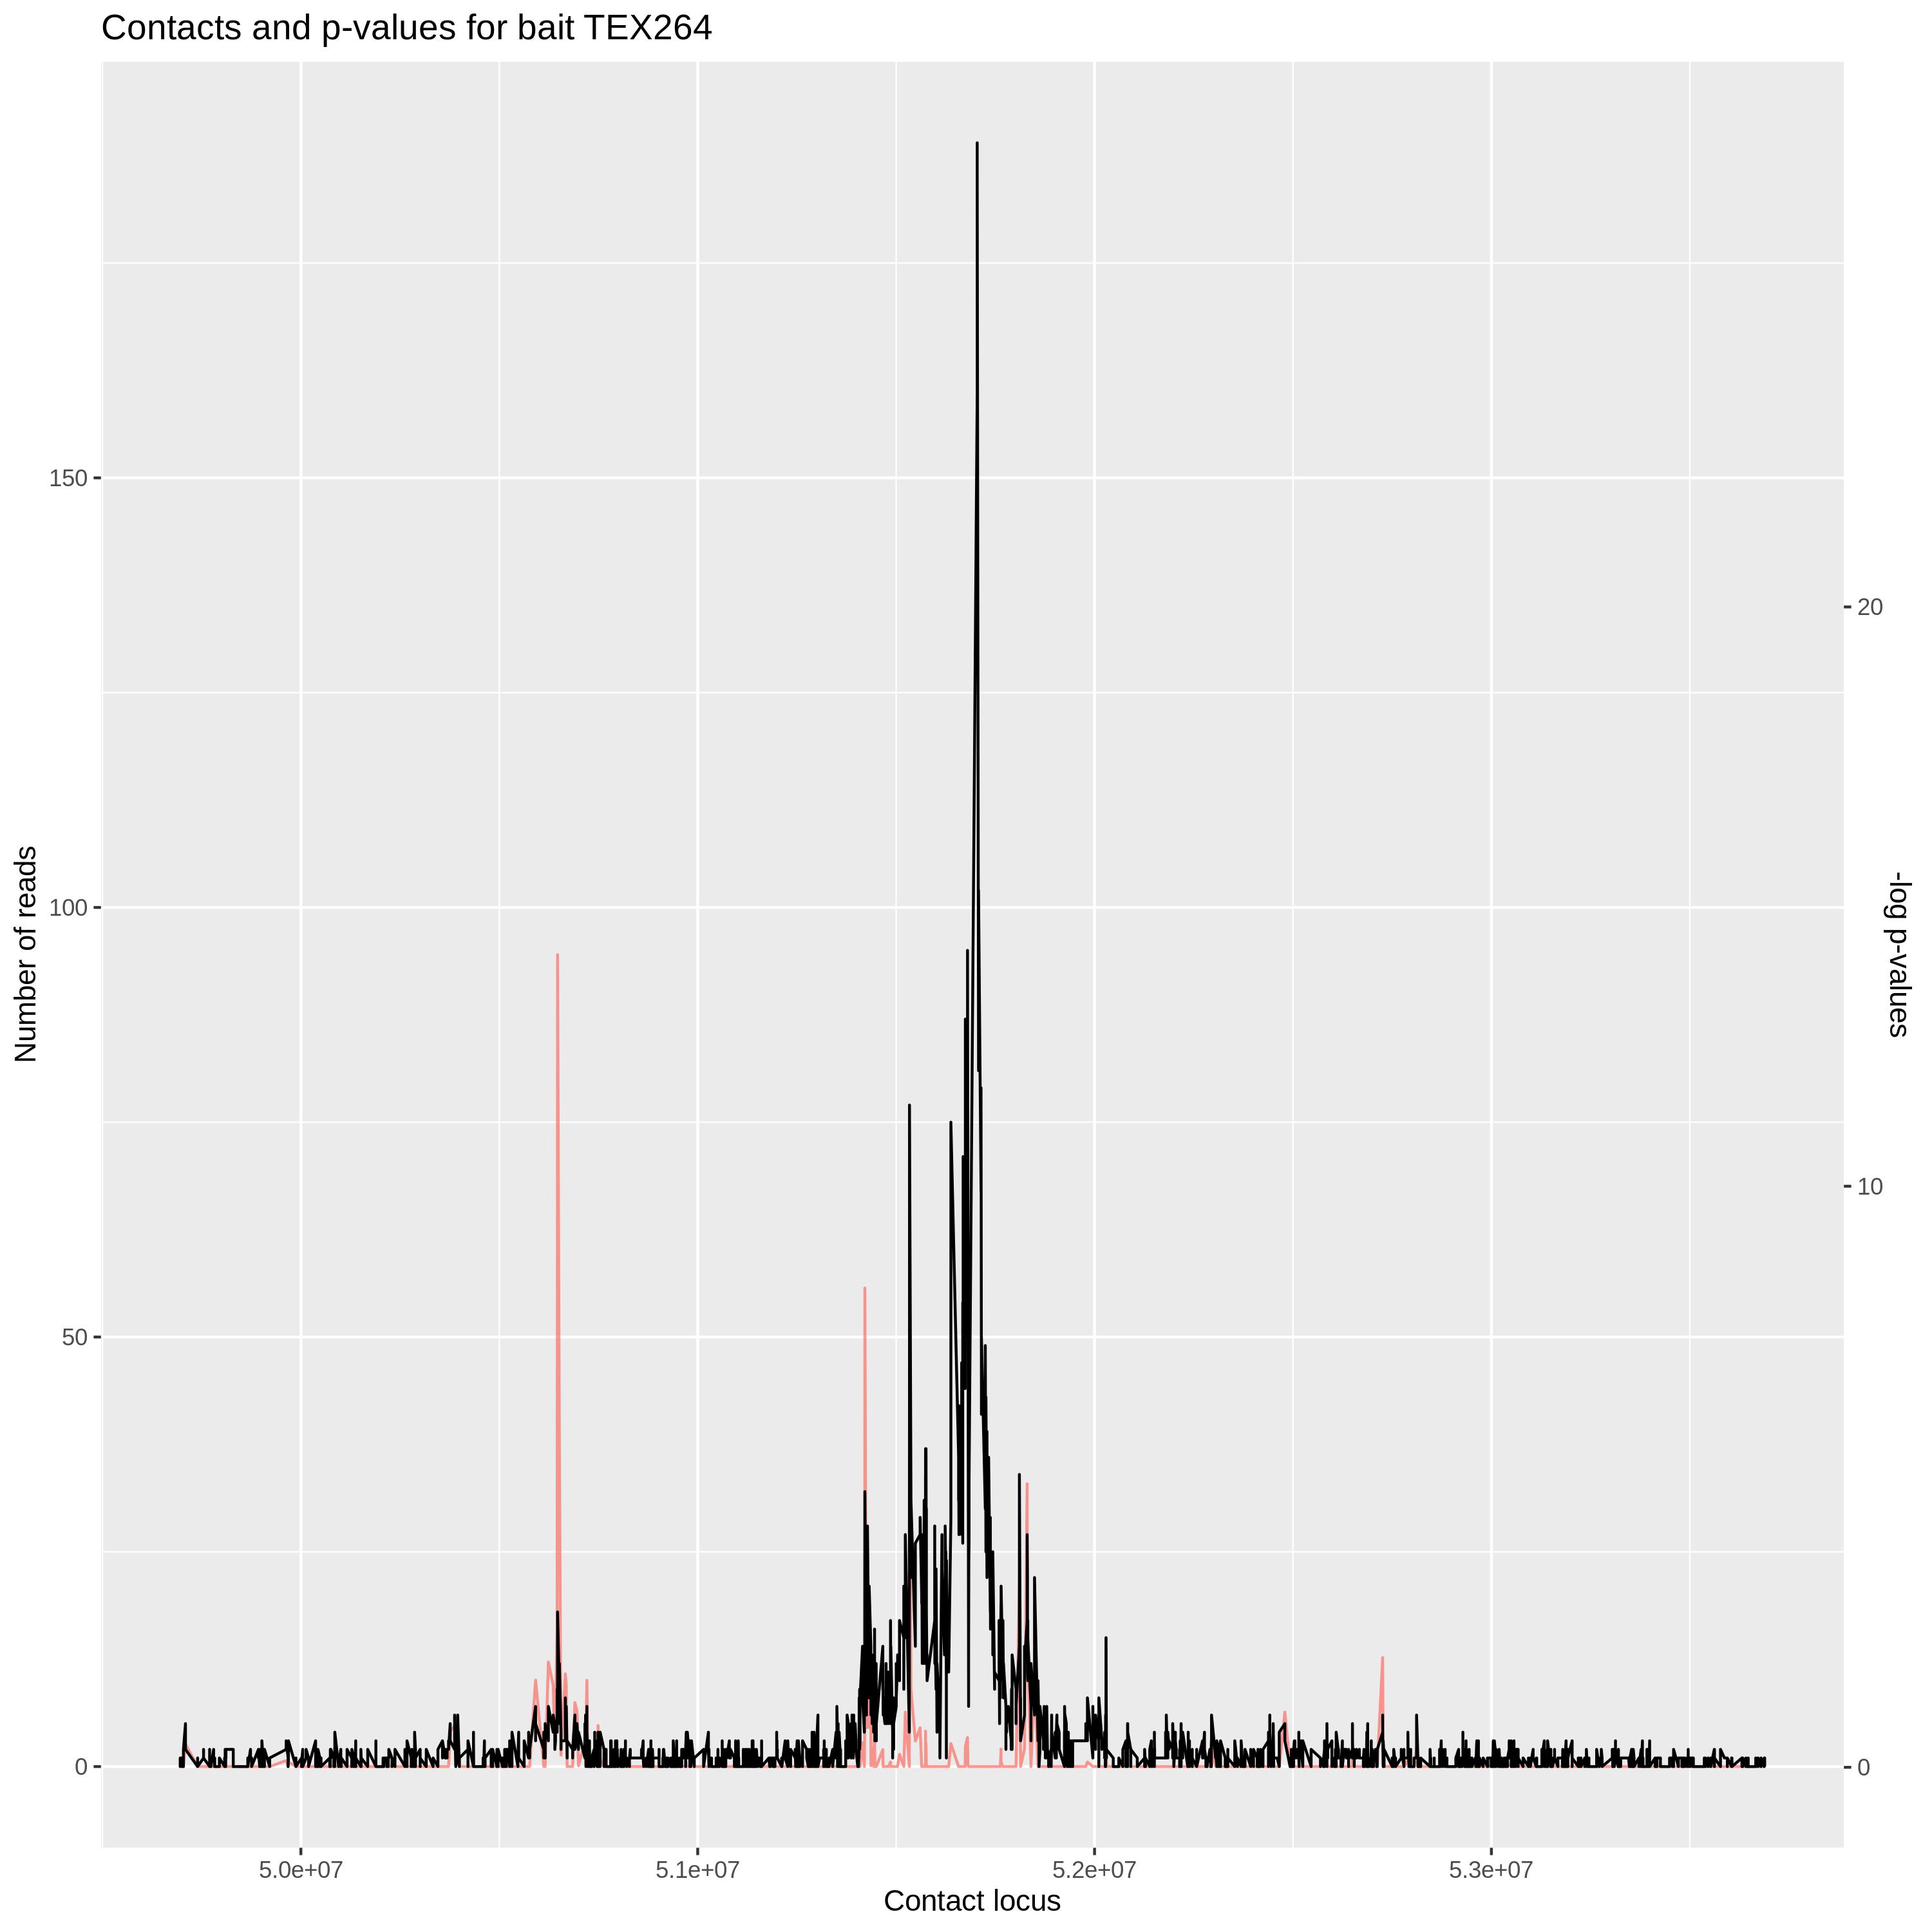 Contacts and p-values for bait TEX264
Number of reads
150
100
50
0
20
10
0
-log p-values
5.0e+07 5.1e+07 5.2e+07 5.3e+07
Contact locus